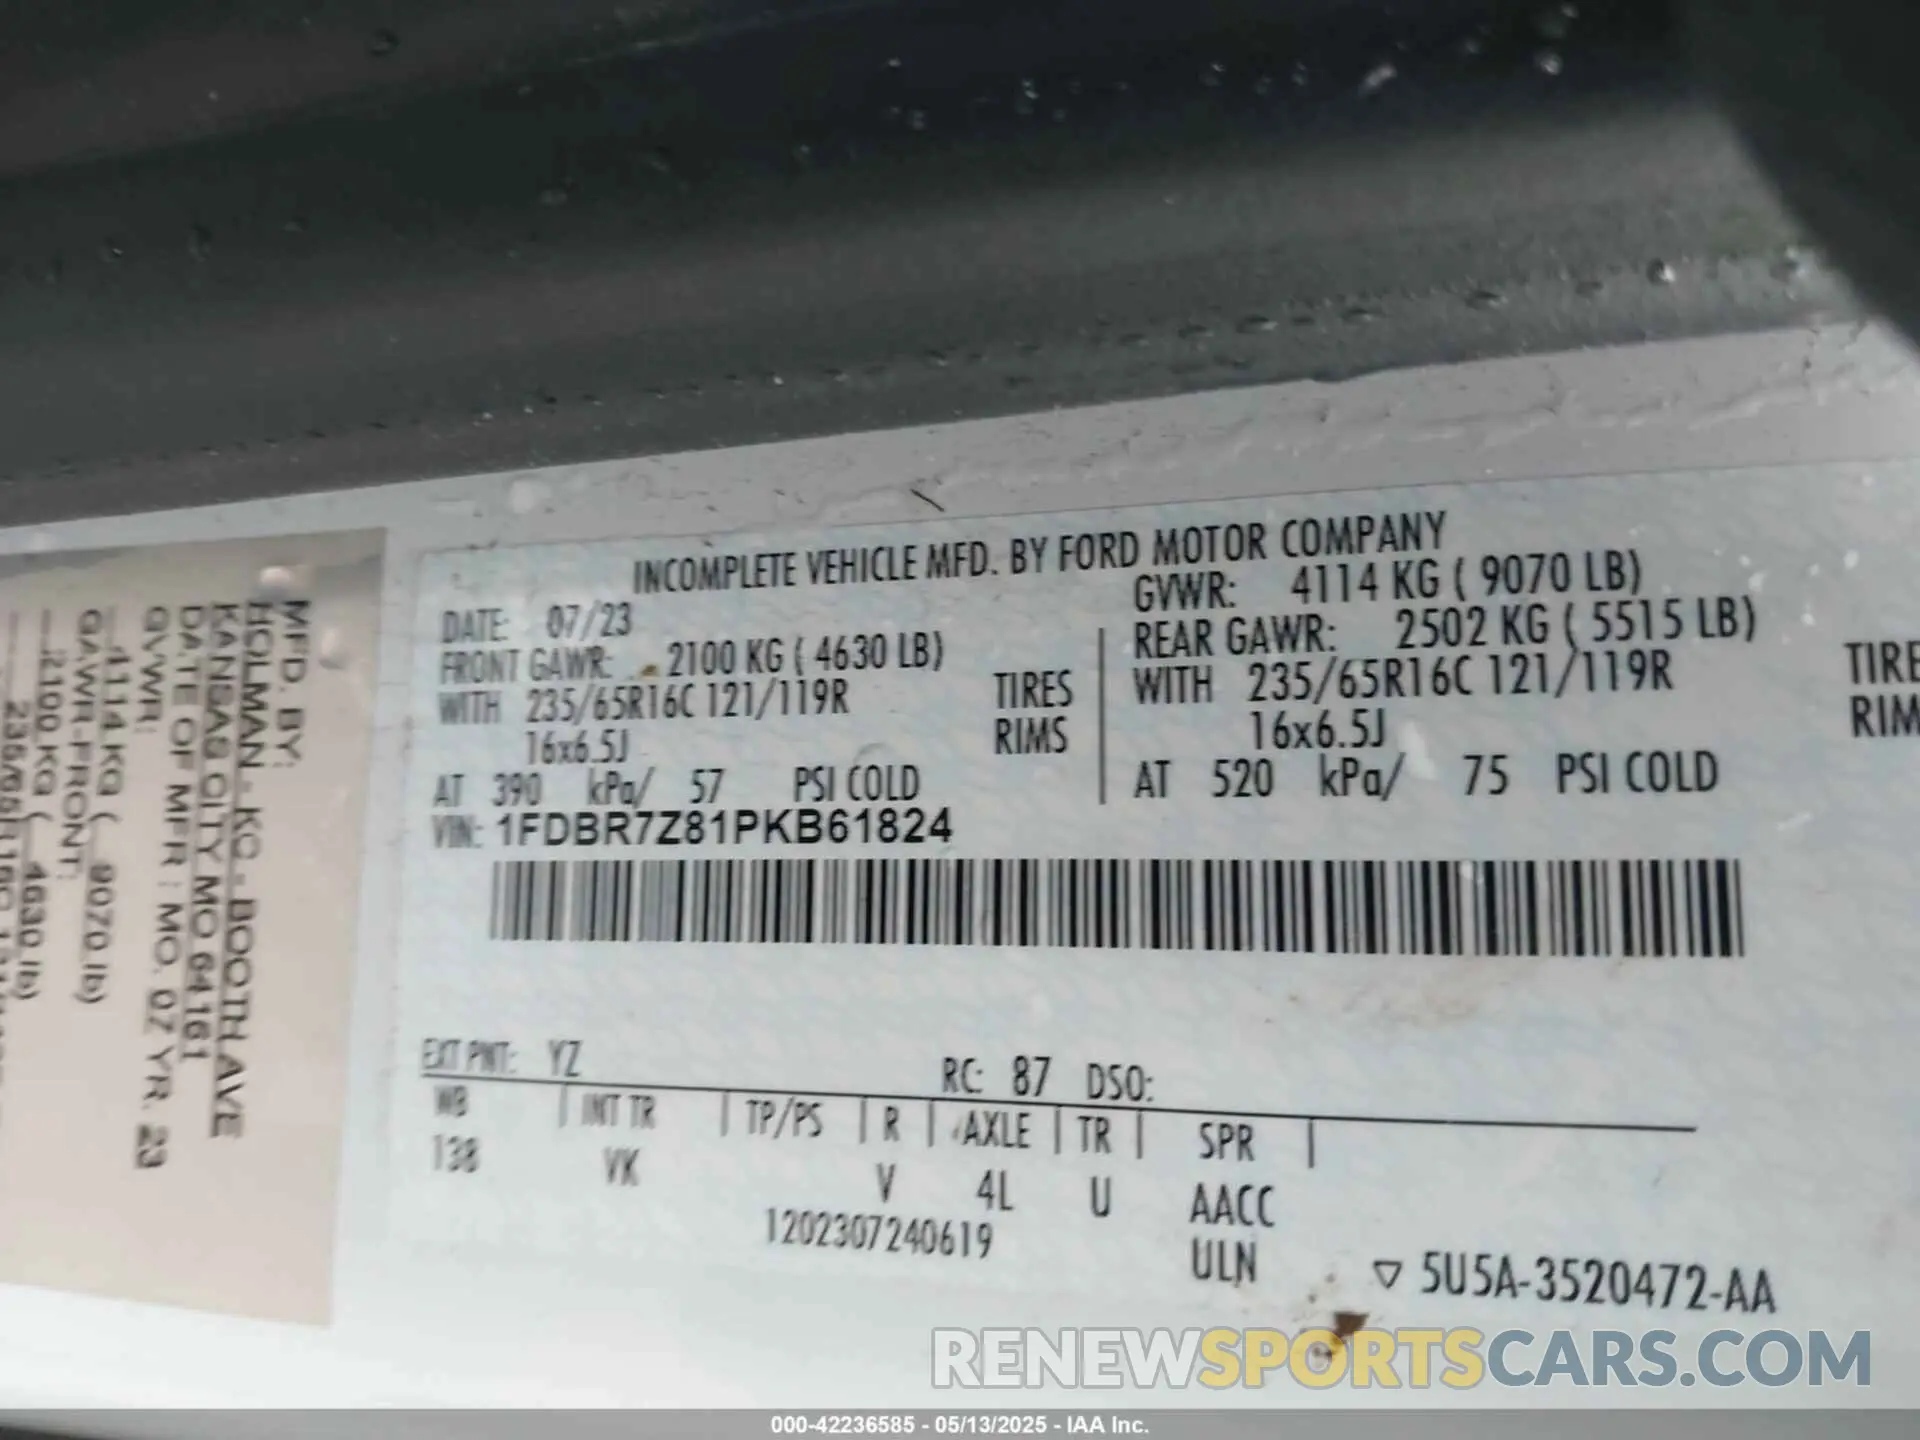 INCOMPLETE VEHICLE MFD. BY FORD MOTOR COMPANY
DATE: 07/23
GVWR: 4114 KG ( 9070 LB)
FRONT GAWR: 2100 KG ( 4630 LB)
REAR GAWR: 2502 KG ( 5515 LB)
WITH 235/65R16C 121/119R TIRES
WITH 235/65R16C 121/119R TIRE
16x6.5J RIMS
16x6.5J RIM
AT 390 kPa/ 57 PSI COLD
AT 520 kPa/ 75 PSI COLD
VIN: 1FDBR7Z81PKB61824
EXT PNT: YZ RC: 87 DSO:
WB | INT TR | TP/PS | R | AXLE | TR | SPR |
138 VK V 4L U AACC
1202307240619 ULN
▽ 5U5A-3520472-AA
MFD. BY:
HOLMAN - KC - BOOTH AVE
KANSAS CITY MO 64161
DATE OF MFR : MO. 07 YR. 23
GVWR:
4114 KG ( 9070 lb)
GAWR-FRONT:
2100 KG ( 4630 lb)
235/65R16C
RENEWSPORTSCARS.COM
000-42236585 - 05/13/2025 - IAA Inc.